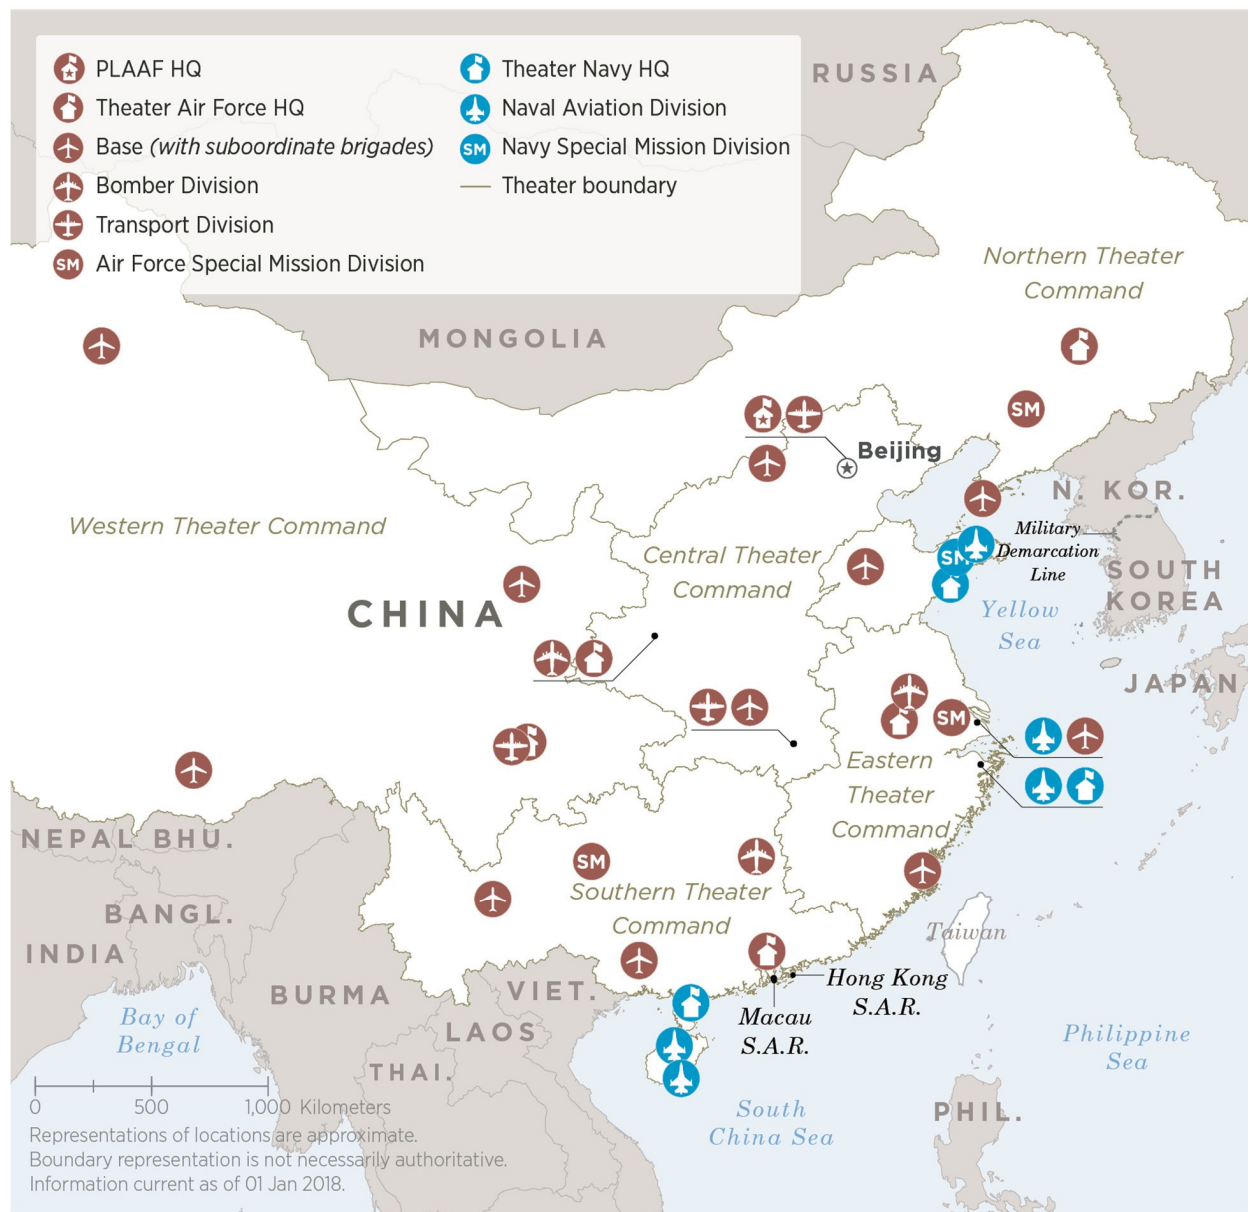 PLAAF HQ
Theater Air Force HQ
Base (with subordinate brigades)
Bomber Division
Transport Division
SM Air Force Special Mission Division
Theater Navy HQ
Naval Aviation Division
SM Navy Special Mission Division
Theater boundary
RUSSIA
Northern Theater
Command
MONGOLIA
SM
Beijing
N. KOR.
Western Theater Command
Military
Demarcation
Line
Central Theater
Command
SM
SOUTH
KOREA
CHINA
Yellow
Sea
JAPAN
SM
Eastern
Theater
Command
NEPAL
BHU.
SM
Southern Theater
Command
BANGL.
INDIA
Taiwan
BURMA
VIET.
Hong Kong
S.A.R.
Macau
S.A.R.
LAOS
Bay of
Bengal
Philippine
Sea
THAI.
PHIL.
South
China Sea
0 500 1,000 Kilometers
Representations of locations are approximate.
Boundary representation is not necessarily authoritative.
Information current as of 01 Jan 2018.